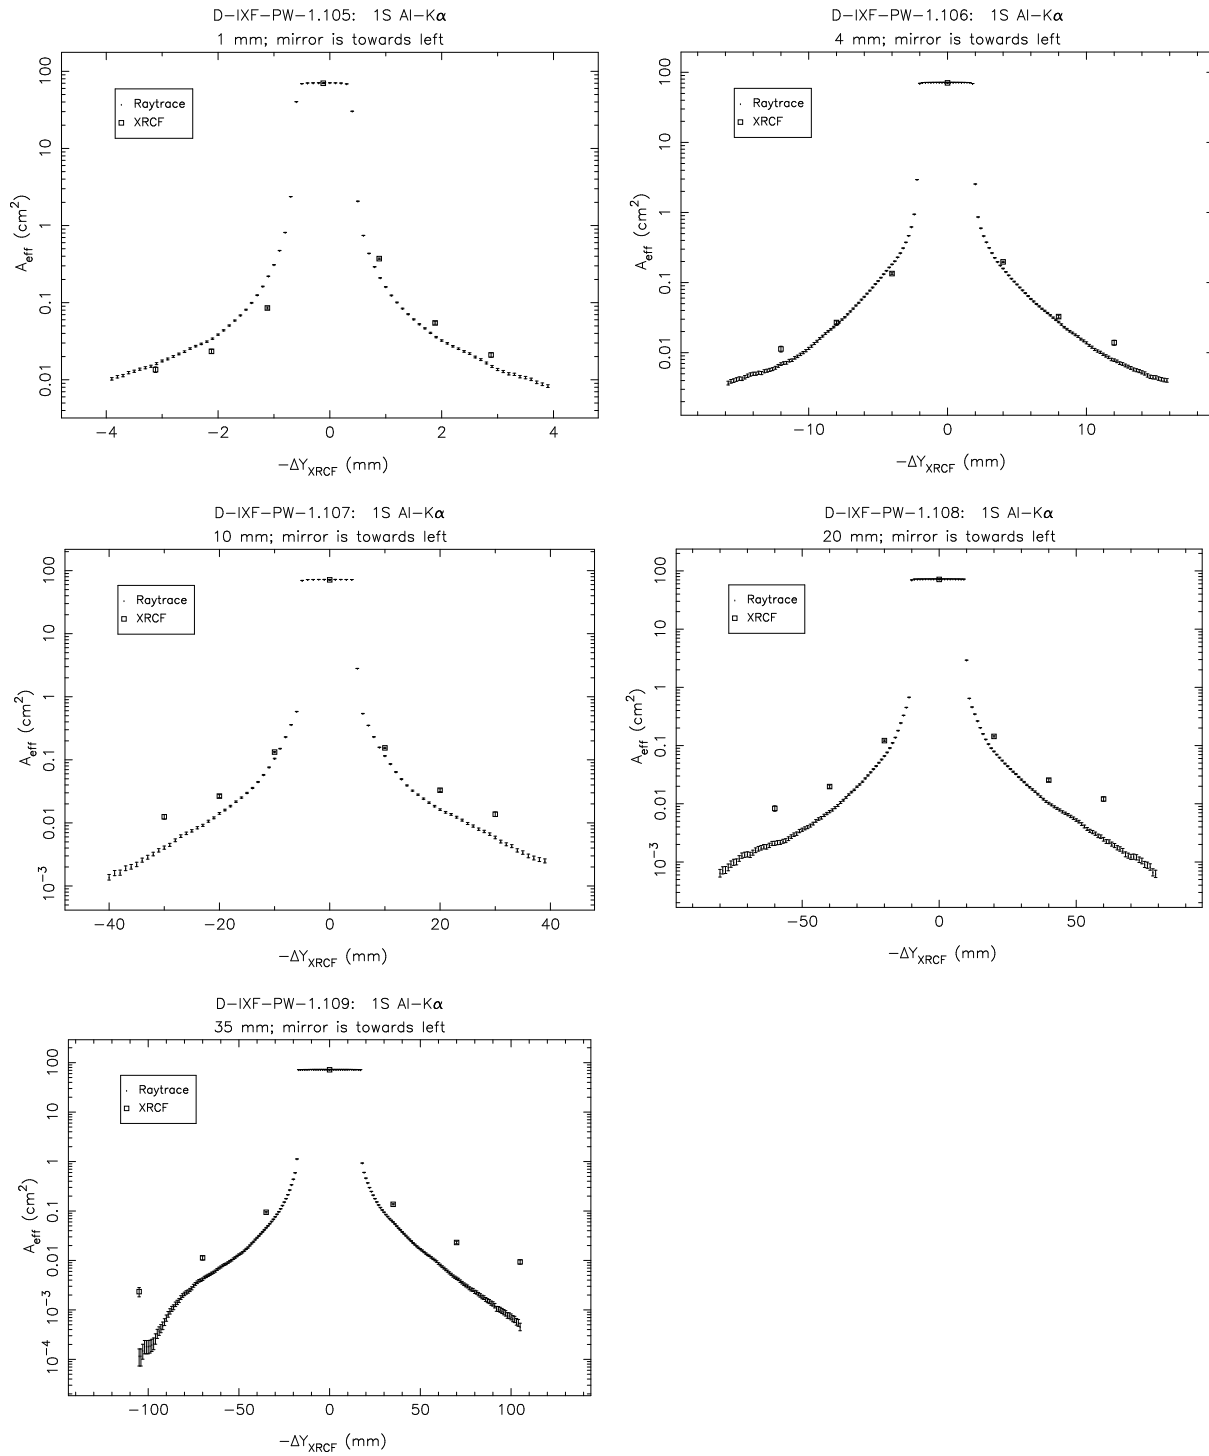 D-IXF-PW-1.105: 1S Al-Kα
1 mm; mirror is towards left
100
10
1
0.1
0.01
A_eff (cm²)
Raytrace
XRCF
−4 −2 0 2 4
−ΔY_XRCF (mm)
D-IXF-PW-1.106: 1S Al-Kα
4 mm; mirror is towards left
100
10
1
0.1
0.01
A_eff (cm²)
Raytrace
XRCF
−10 0 10
−ΔY_XRCF (mm)
D-IXF-PW-1.107: 1S Al-Kα
10 mm; mirror is towards left
100
10
1
0.1
0.01
10⁻³
A_eff (cm²)
Raytrace
XRCF
−40 −20 0 20 40
−ΔY_XRCF (mm)
D-IXF-PW-1.108: 1S Al-Kα
20 mm; mirror is towards left
100
10
1
0.1
0.01
10⁻³
A_eff (cm²)
Raytrace
XRCF
−50 0 50
−ΔY_XRCF (mm)
D-IXF-PW-1.109: 1S Al-Kα
35 mm; mirror is towards left
100
10
1
0.1
0.01
10⁻³
10⁻⁴
A_eff (cm²)
Raytrace
XRCF
−100 −50 0 50 100
−ΔY_XRCF (mm)